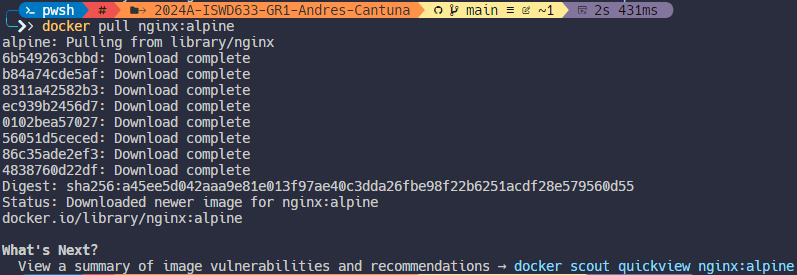 pwsh # 2024A-ISWD633-GR1-Andres-Cantuna main ≡ ~1 2s 431ms
docker pull nginx:alpine
alpine: Pulling from library/nginx
6b549263cbbd: Download complete
b84a74cde5af: Download complete
8311a42582b3: Download complete
ec939b2456d7: Download complete
0102bea57027: Download complete
56051d5ceced: Download complete
86c35ade2ef3: Download complete
4838760d22df: Download complete
Digest: sha256:a45ee5d042aaa9e81e013f97ae40c3dda26fbe98f22b6251acdf28e579560d55
Status: Downloaded newer image for nginx:alpine
docker.io/library/nginx:alpine
What's Next?
View a summary of image vulnerabilities and recommendations → docker scout quickview nginx:alpine